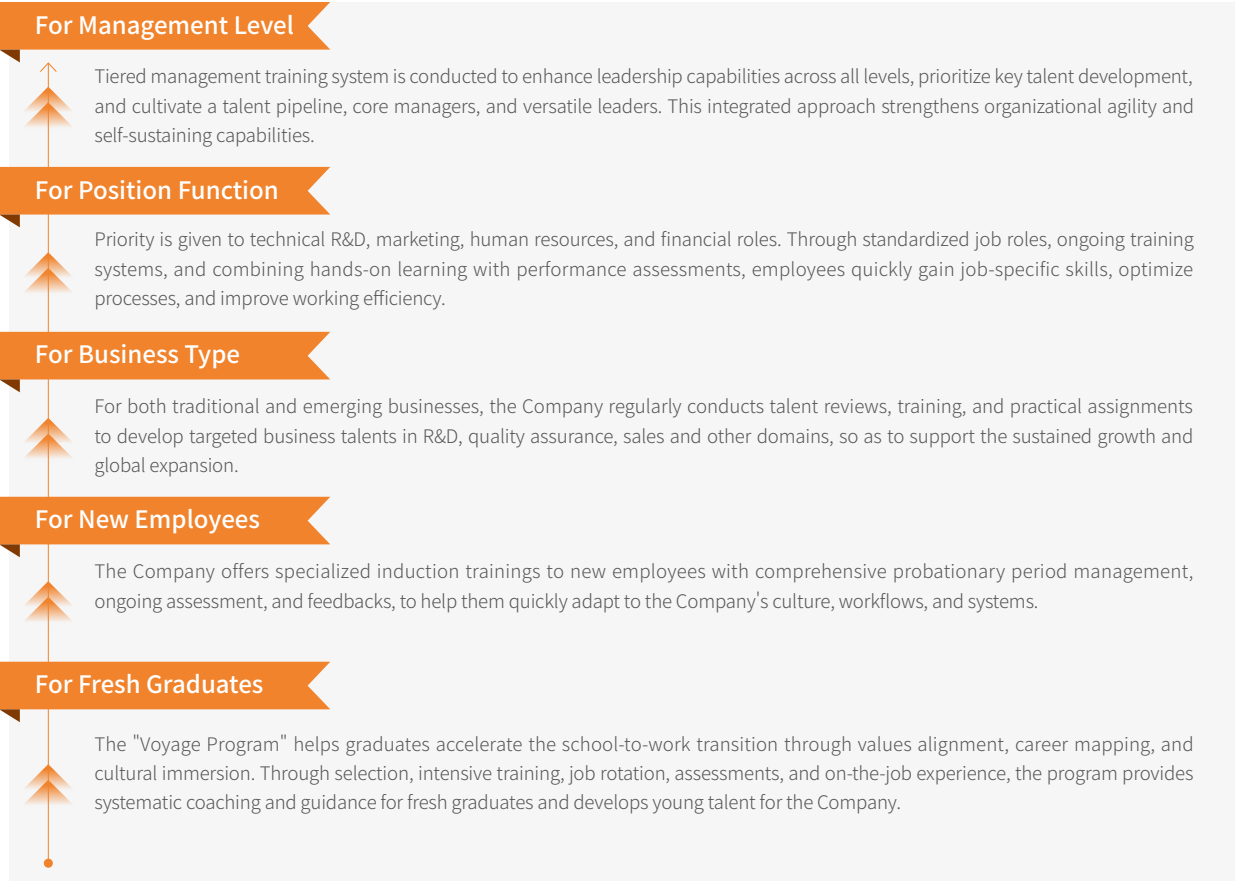 For Management Level
Tiered management training system is conducted to enhance leadership capabilities across all levels, prioritize key talent development,
and cultivate a talent pipeline, core managers, and versatile leaders. This integrated approach strengthens organizational agility and
self-sustaining capabilities.
For Position Function
Priority is given to technical R&D, marketing, human resources, and financial roles. Through standardized job roles, ongoing training
systems, and combining hands-on learning with performance assessments, employees quickly gain job-specific skills, optimize
processes, and improve working efficiency.
For Business Type
For both traditional and emerging businesses, the Company regularly conducts talent reviews, training, and practical assignments
to develop targeted business talents in R&D, quality assurance, sales and other domains, so as to support the sustained growth and
global expansion.
For New Employees
The Company offers specialized induction trainings to new employees with comprehensive probationary period management,
ongoing assessment, and feedbacks, to help them quickly adapt to the Company's culture, workflows, and systems.
For Fresh Graduates
The "Voyage Program" helps graduates accelerate the school-to-work transition through values alignment, career mapping, and
cultural immersion. Through selection, intensive training, job rotation, assessments, and on-the-job experience, the program provides
systematic coaching and guidance for fresh graduates and develops young talent for the Company.